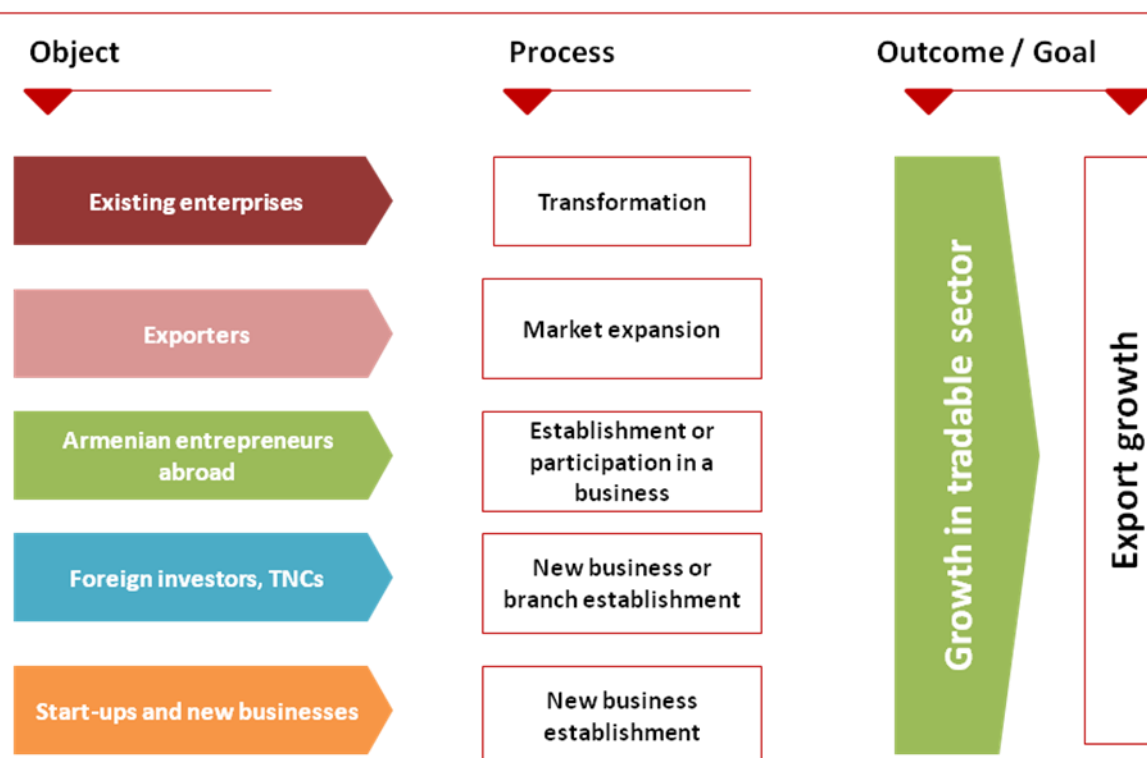 Object
Process
Outcome / Goal
Existing enterprises
Transformation
Exporters
Market expansion
Armenian entrepreneurs
abroad
Establishment or
participation in a
business
Foreign investors, TNCs
New business or
branch establishment
Start-ups and new businesses
New business
establishment
Growth in tradable sector
Export growth